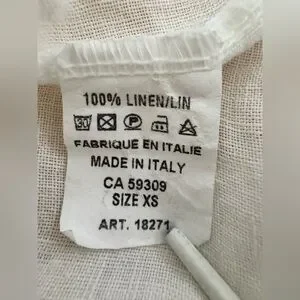 100% LINEN/LIN
FABRIQUE EN ITALIE
MADE IN ITALY
CA 59309
SIZE XS
ART. 18271